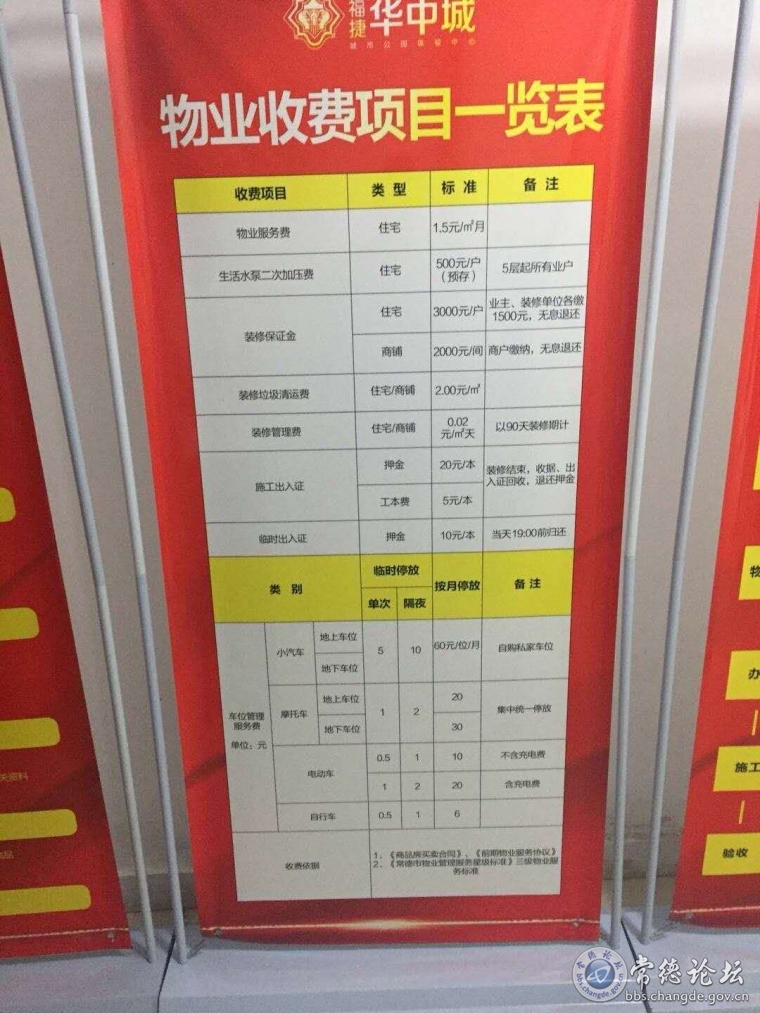 福捷 华中城
城市公园体验中心
物业收费项目一览表
收费项目 类型 标准 备注
物业服务费 住宅 1.5元/㎡月
生活水泵二次加压费 住宅 500元/户（预存） 5层起所有业户
装修保证金 住宅 3000元/户 业主、装修单位各缴1500元，无息退还
商铺 2000元/间 商户缴纳，无息退还
装修垃圾清运费 住宅/商铺 2.00元/㎡
装修管理费 住宅/商铺 0.02元/㎡天 以90天装修期计
施工出入证 押金 20元/本 装修结束，收据、出入证回收，退还押金
工本费 5元/本
临时出入证 押金 10元/本 当天19:00前归还
类别 临时停放 按月停放 备注
单次 隔夜
车位管理服务费 单位：元
小汽车 地上车位 5 10 60元/位/月 自购私家车位
地下车位
摩托车 地上车位 1 2 20 集中统一停放
地下车位 30
电动车 0.5 1 10 不含充电费
1 2 20 含充电费
自行车 0.5 1 6
收费依据 1、《商品房买卖合同》、《前期物业服务协议》
2、《常德市物业管理服务星级标准》三级物业服务标准
关资料
品
物
办
施工
验收
常德论坛
bbs.changde.gov.cn